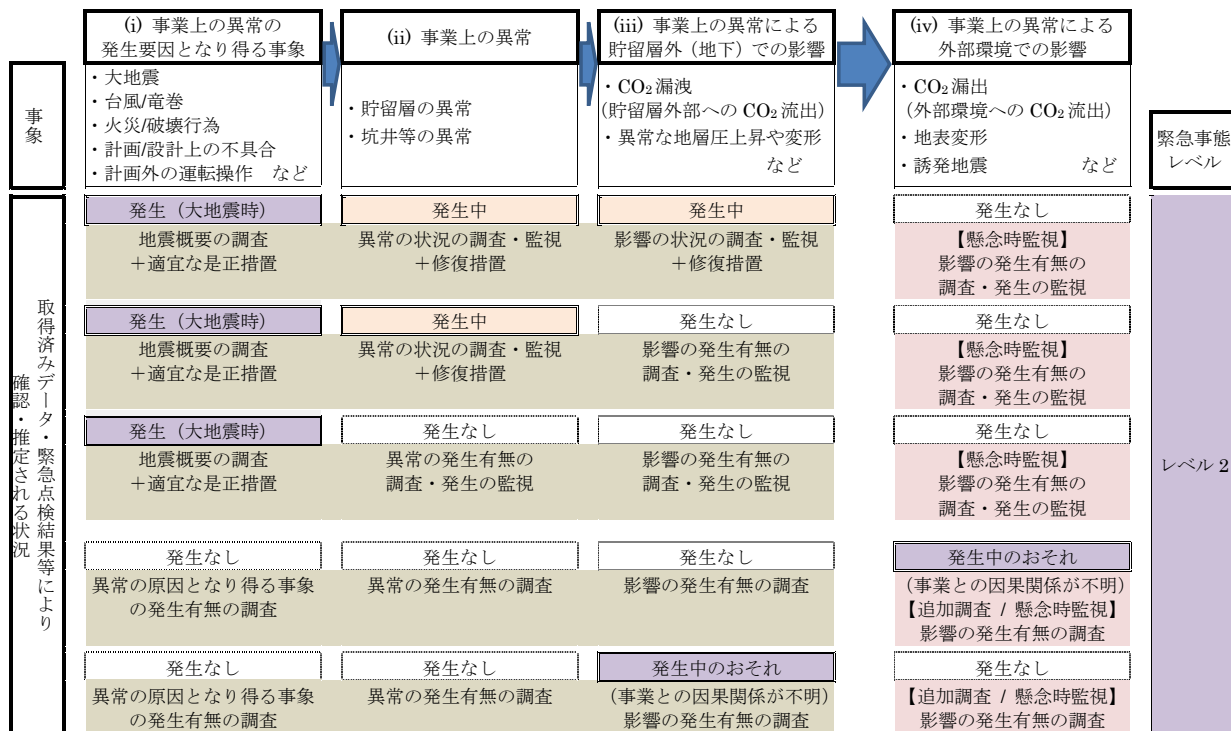 (i) 事業上の異常の
発生要因となり得る事象
(ii) 事業上の異常
(iii) 事業上の異常による
貯留層外（地下）での影響
(iv) 事業上の異常による
外部環境での影響
事象
・大地震
・台風/竜巻
・火災/破壊行為
・計画/設計上の不具合
・計画外の運転操作　など
・貯留層の異常
・坑井等の異常
・CO₂漏洩
(貯留層外部へのCO₂流出)
・異常な地層圧上昇や変形
など
・CO₂漏出
(外部環境へのCO₂流出)
・地表変形
・誘発地震　など
緊急事態
レベル
取得済みデータ・緊急点検結果等により
確認・推定される状況
発生（大地震時）
地震概要の調査
＋適宜な是正措置
発生中
異常の状況の調査・監視
＋修復措置
発生中
影響の状況の調査・監視
＋修復措置
発生なし
【懸念時監視】
影響の発生有無の
調査・発生の監視
発生（大地震時）
地震概要の調査
＋適宜な是正措置
発生中
異常の状況の調査・監視
＋修復措置
発生なし
影響の発生有無の
調査・発生の監視
発生なし
【懸念時監視】
影響の発生有無の
調査・発生の監視
発生（大地震時）
地震概要の調査
＋適宜な是正措置
発生なし
異常の発生有無の
調査・発生の監視
発生なし
影響の発生有無の
調査・発生の監視
発生なし
【懸念時監視】
影響の発生有無の
調査・発生の監視
レベル 2
発生なし
異常の原因となり得る事象
の発生有無の調査
発生なし
異常の発生有無の調査
発生なし
影響の発生有無の調査
発生中のおそれ
（事業との因果関係が不明）
【追加調査 / 懸念時監視】
影響の発生有無の調査
発生なし
異常の原因となり得る事象
の発生有無の調査
発生なし
異常の発生有無の調査
発生中のおそれ
（事業との因果関係が不明）
影響の発生有無の調査
発生なし
【追加調査 / 懸念時監視】
影響の発生有無の調査